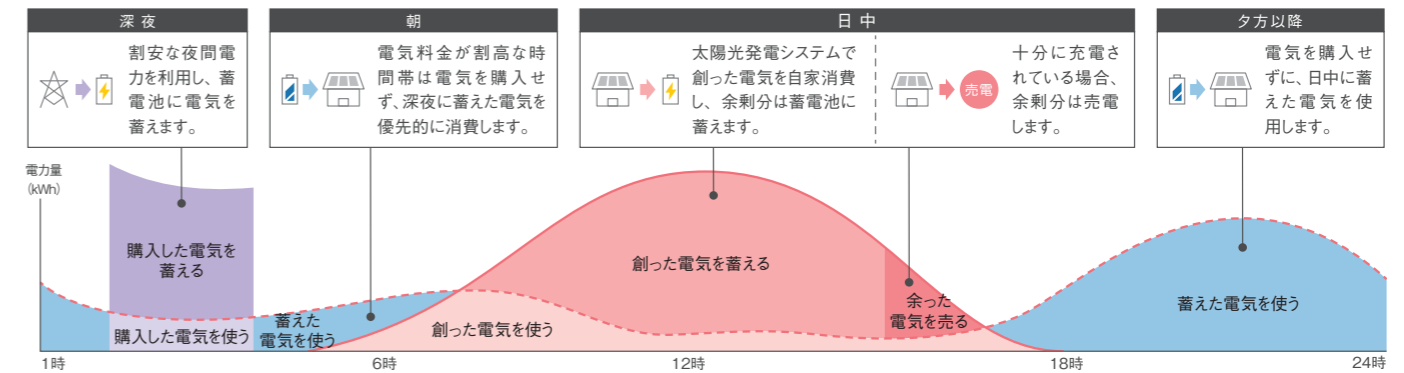 深夜
割安な夜間電
力を利用し、蓄
電池に電気を
蓄えます。
朝
電気料金が割高な時
間帯は電気を購入せ
ず、深夜に蓄えた電気を
優先的に消費します。
日中
太陽光発電システムで
創った電気を自家消費
し、余剰分は蓄電池に
蓄えます。
売電
十分に充電さ
れている場合、
余剰分は売電
します。
夕方以降
電気を購入せ
ずに、日中に蓄
えた電気を使
用します。
電力量
(kWh)
購入した電気を
蓄える
購入した電気を使う
蓄えた
電気を使う
創った電気を使う
創った電気を蓄える
余った
電気を売る
蓄えた電気を使う
1時
6時
12時
18時
24時